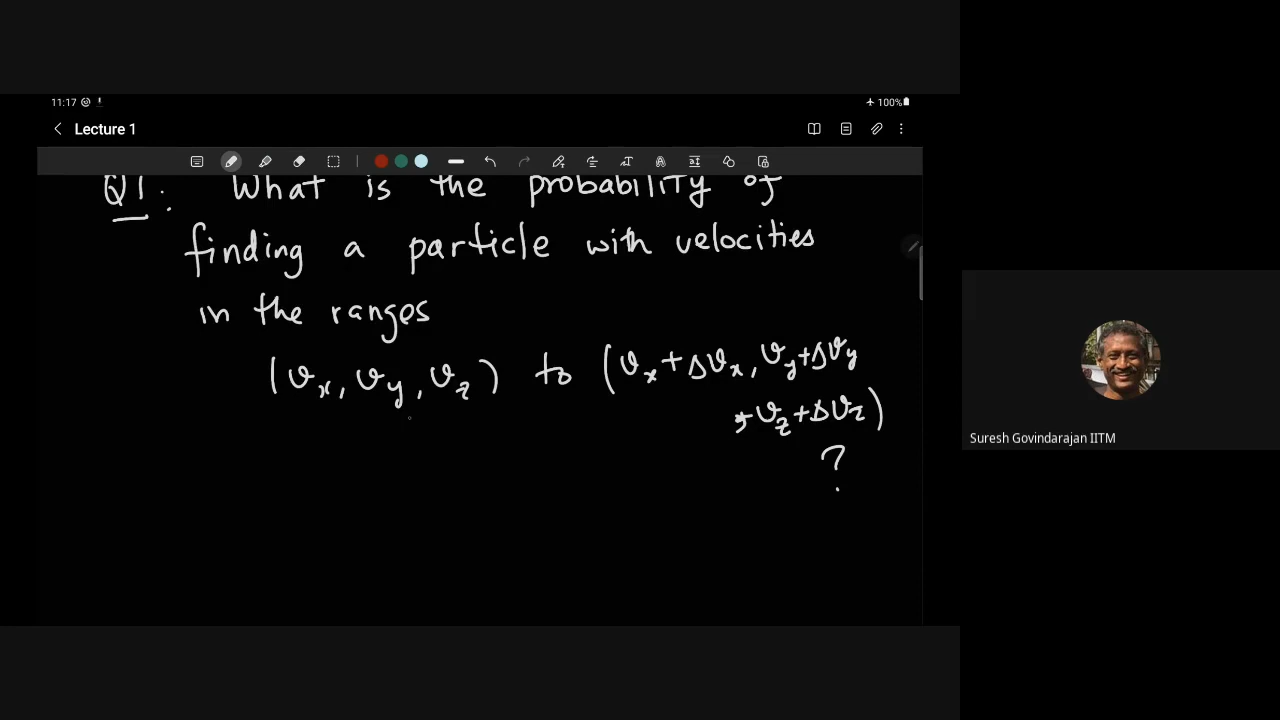 11:17
100%
Lecture 1
Q1: What is the probability of
finding a particle with velocities
in the ranges
(vx, vy, vz) to (vx+Δvx, vy+Δvy
, vz+Δvz)
?
Suresh Govindarajan IITM